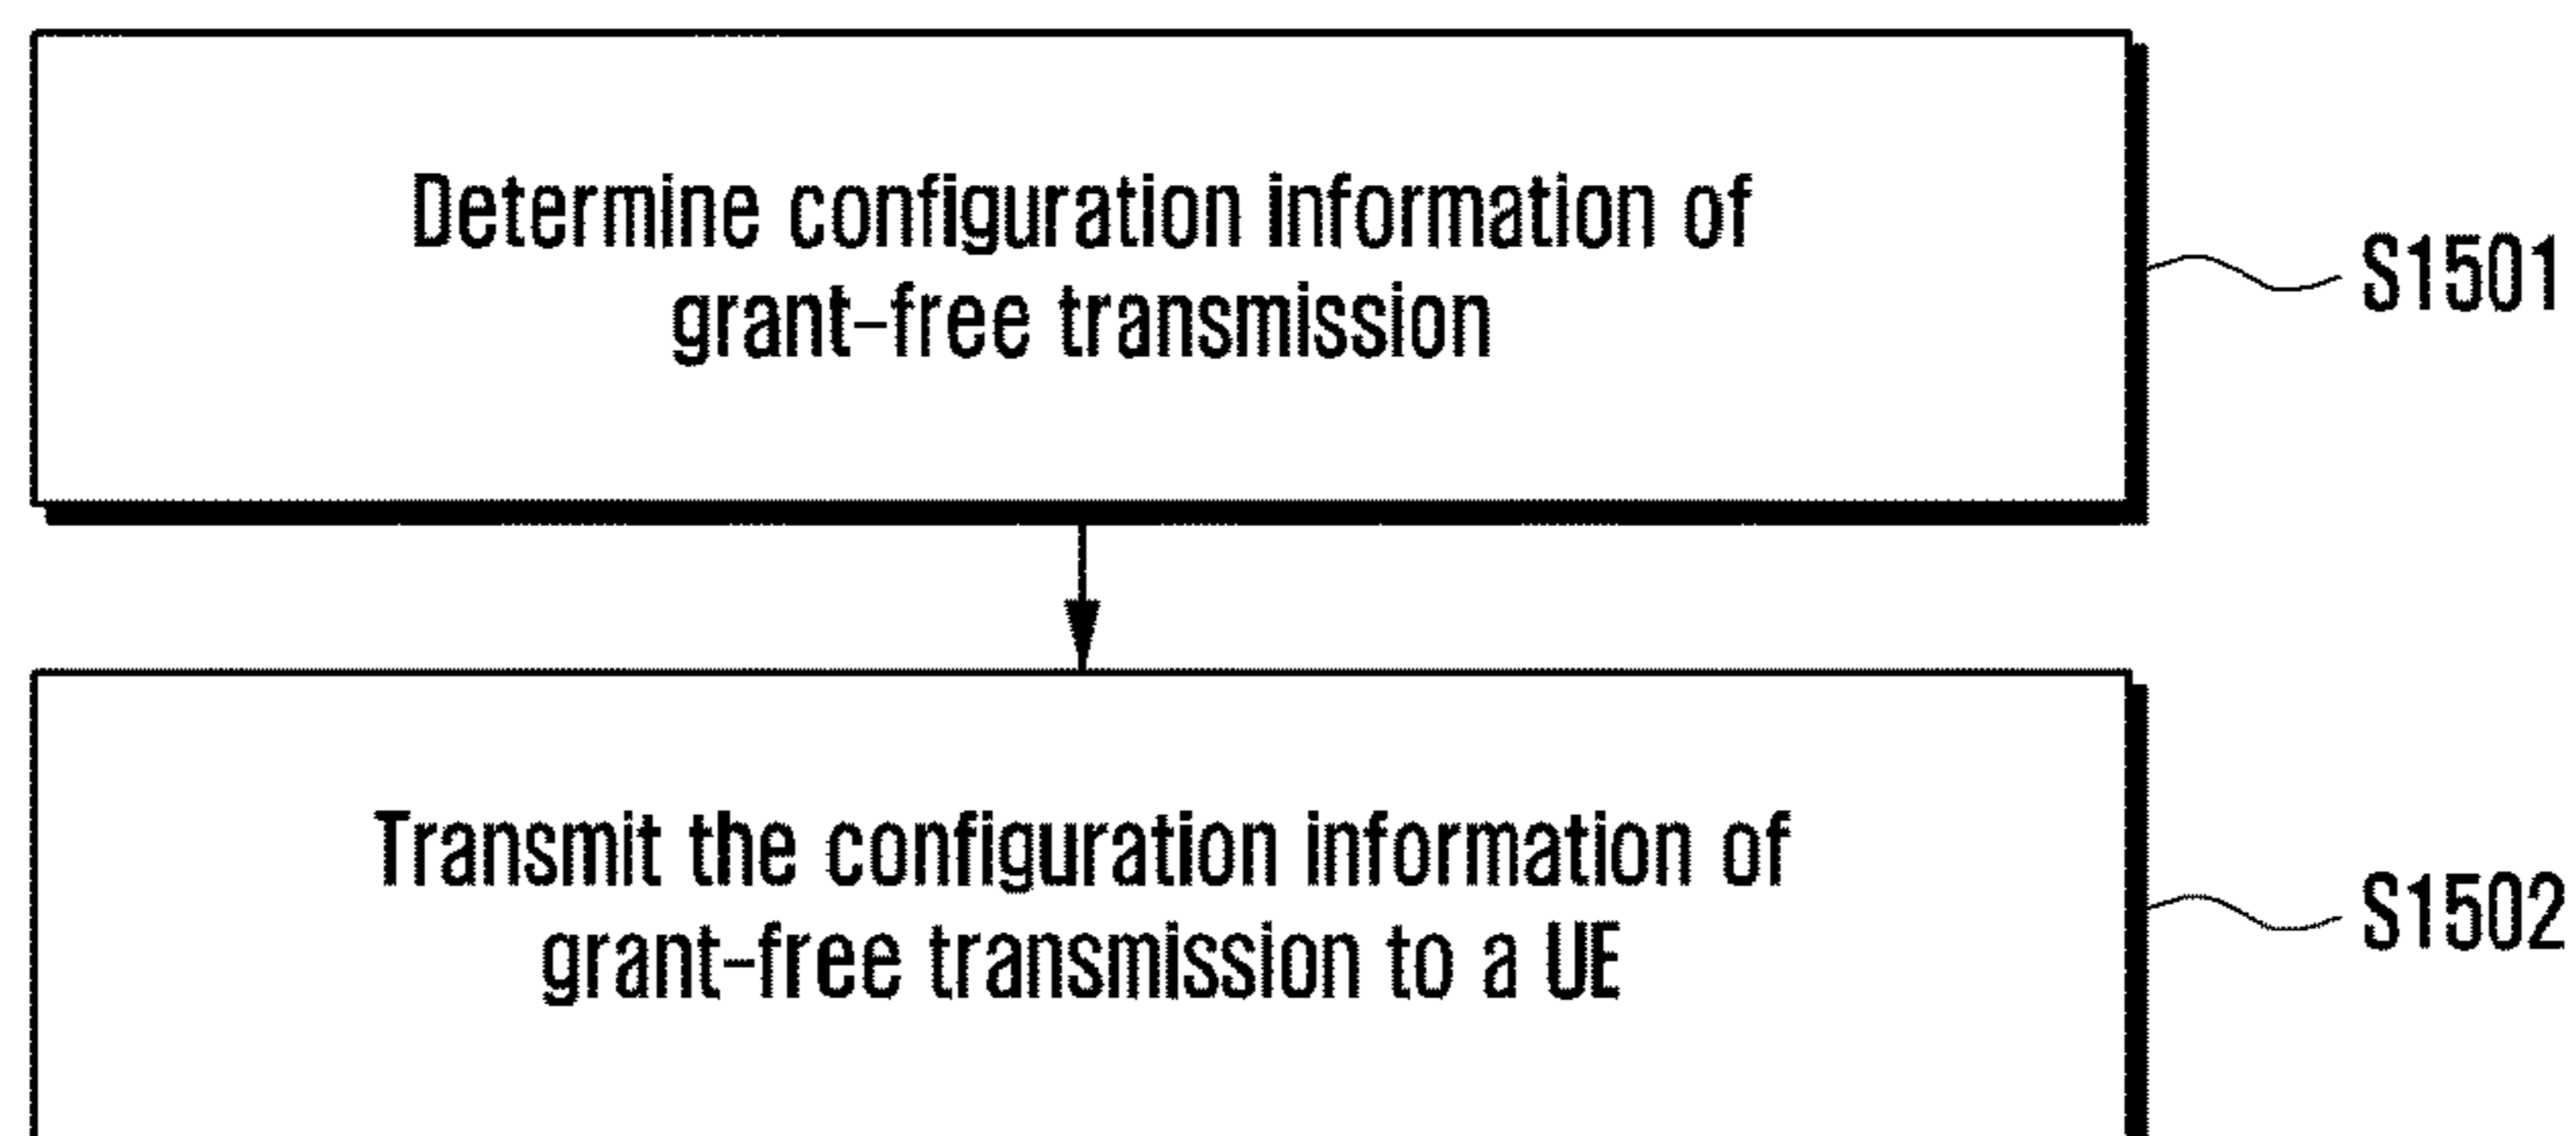 Determine configuration information of
grant-free transmission
S1501
Transmit the configuration information of
grant-free transmission to a UE
S1502